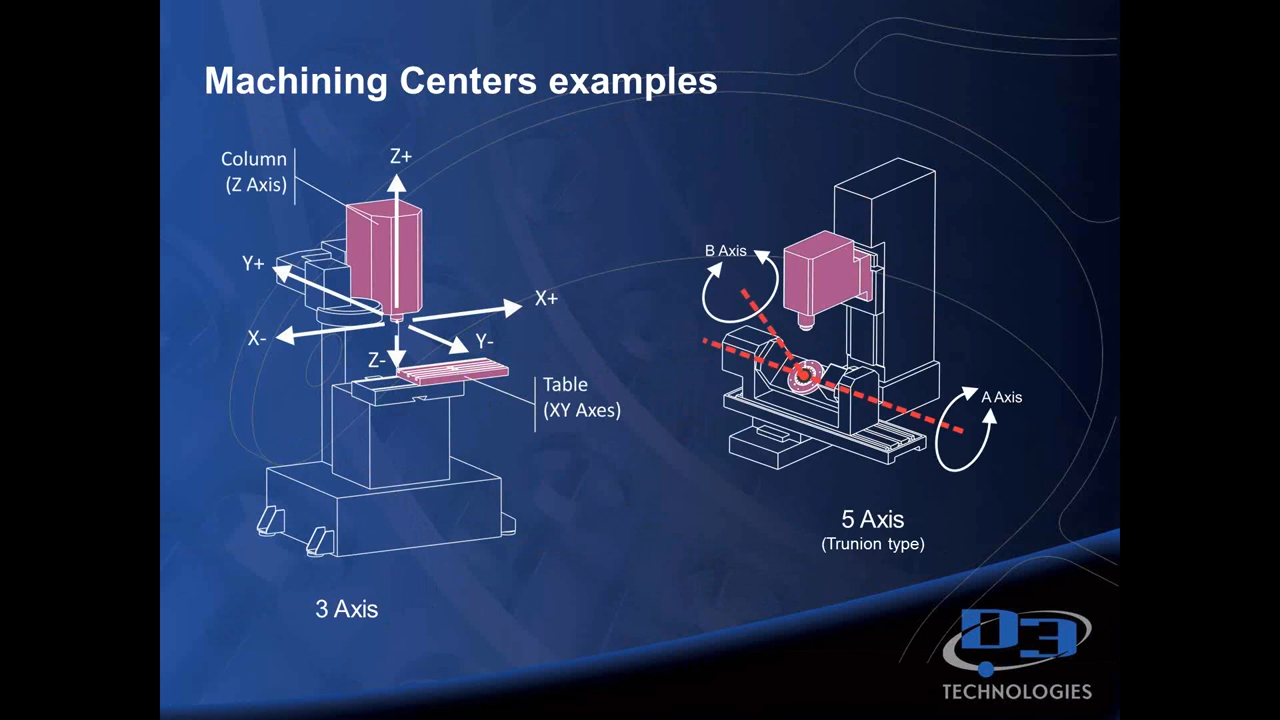 Machining Centers examples
Column
(Z Axis)
Z+
Y+
X+
X-
Y-
Z-
Table
(XY Axes)
3 Axis
B Axis
A Axis
5 Axis
(Trunion type)
D3
TECHNOLOGIES